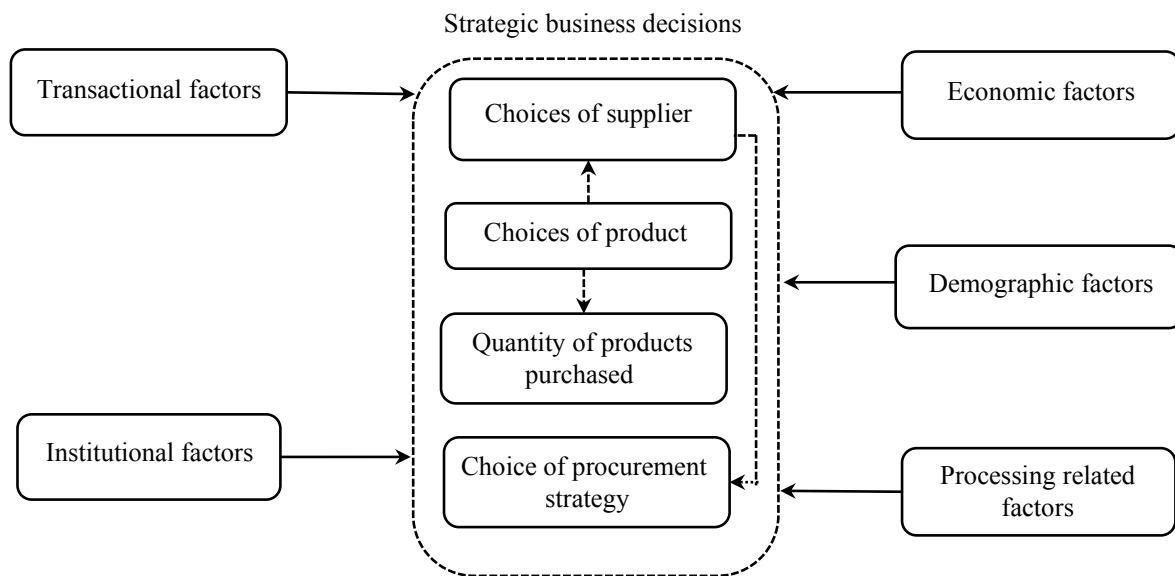 Strategic business decisions
Transactional factors
Choices of supplier
Economic factors
Choices of product
Demographic factors
Quantity of products
purchased
Institutional factors
Choice of procurement
strategy
Processing related
factors